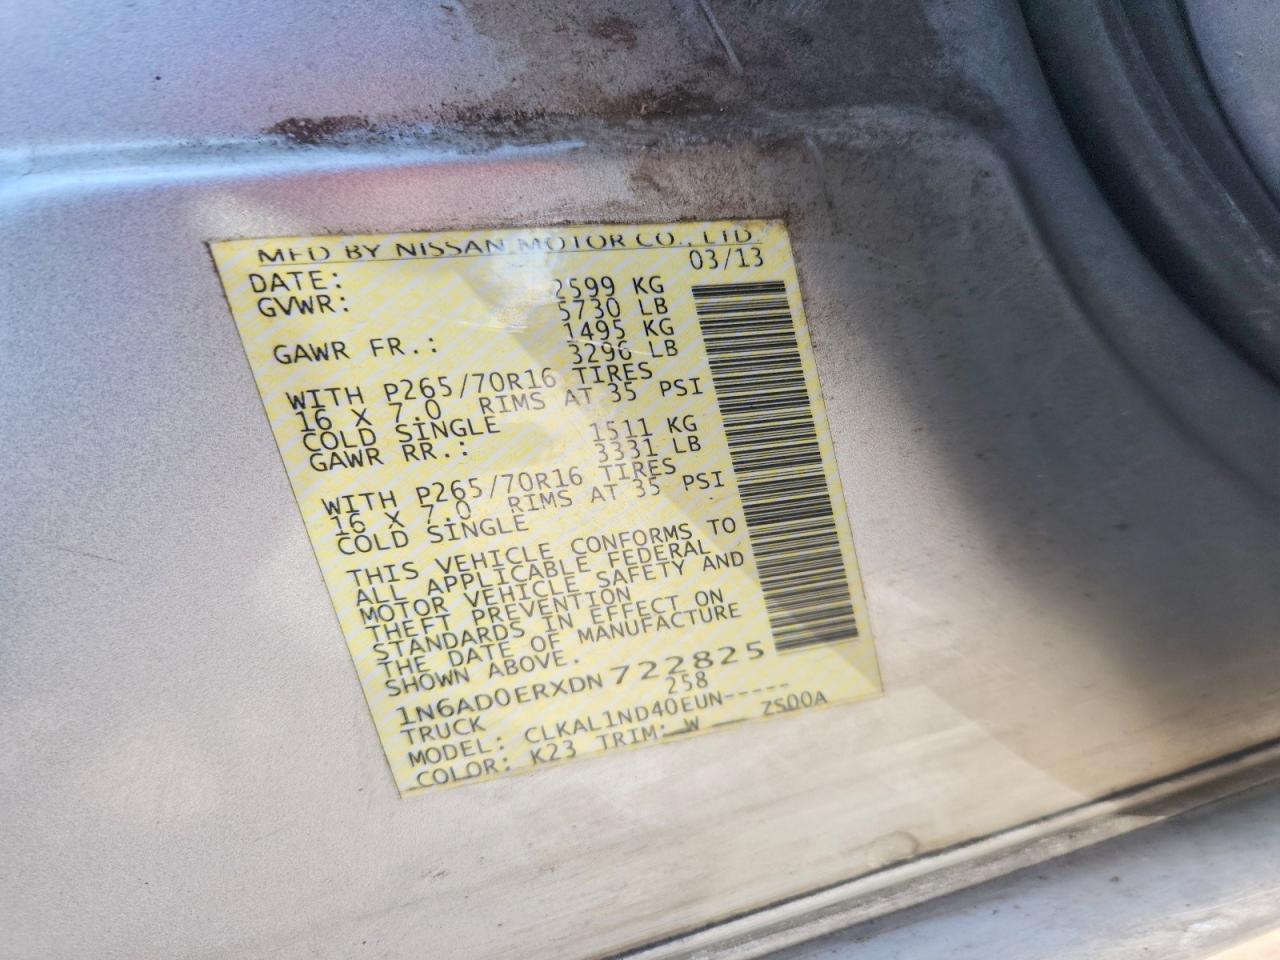 MFD BY NISSAN MOTOR CO., LTD.
DATE: 03/13
GVWR: 2599 KG
5730 LB
GAWR FR.: 1495 KG
3296 LB
WITH P265/70R16 TIRES
16 X 7.0 RIMS AT 35 PSI
COLD SINGLE
GAWR RR.: 1511 KG
3331 LB
WITH P265/70R16 TIRES
16 X 7.0 RIMS AT 35 PSI
COLD SINGLE
THIS VEHICLE CONFORMS TO
ALL APPLICABLE FEDERAL
MOTOR VEHICLE SAFETY AND
THEFT PREVENTION
STANDARDS IN EFFECT ON
THE DATE OF MANUFACTURE
SHOWN ABOVE.
1N6AD0ERXDN722825
TRUCK 258
MODEL: CLKAL1ND40EUN-----
COLOR: K23 TRIM: W ZS00A